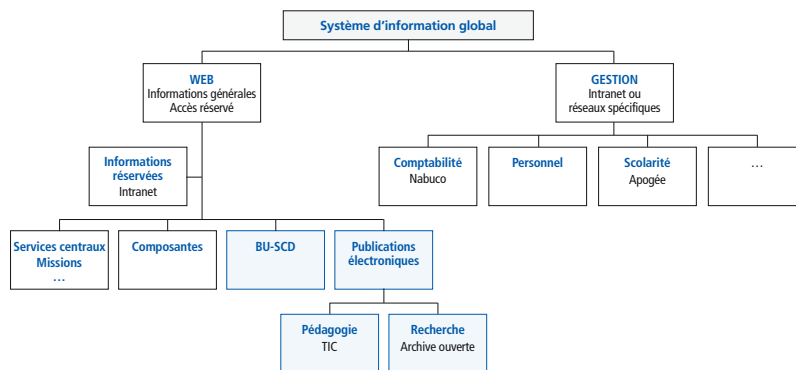 Système d'information global
WEB
Informations générales
Accès réservé
GESTION
Intranet ou
réseaux spécifiques
Informations
réservées
Intranet
Comptabilité
Nabuco
Personnel
Scolarité
Apogée
…
Services centraux
Missions
…
Composantes
BU-SCD
Publications
électroniques
Pédagogie
TIC
Recherche
Archive ouverte